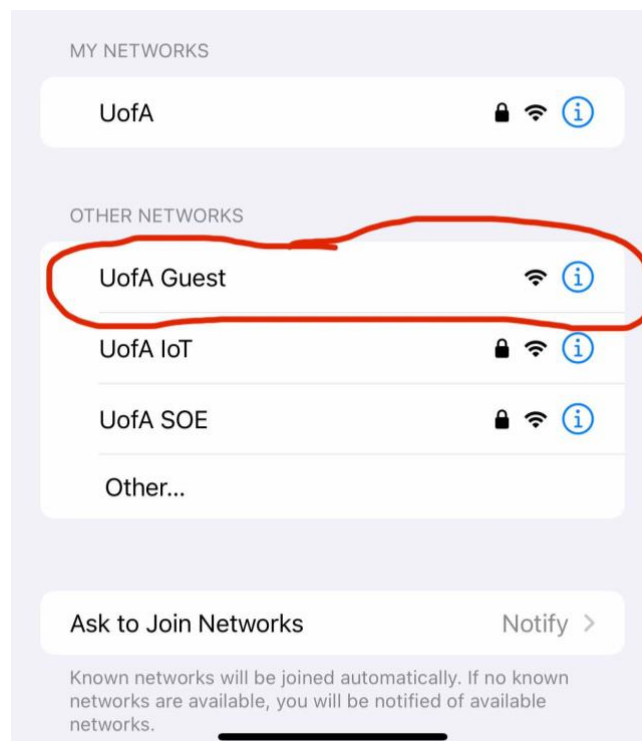 MY NETWORKS
UofA
OTHER NETWORKS
UofA Guest
UofA IoT
UofA SOE
Other...
Ask to Join Networks Notify
Known networks will be joined automatically. If no known
networks are available, you will be notified of available
networks.